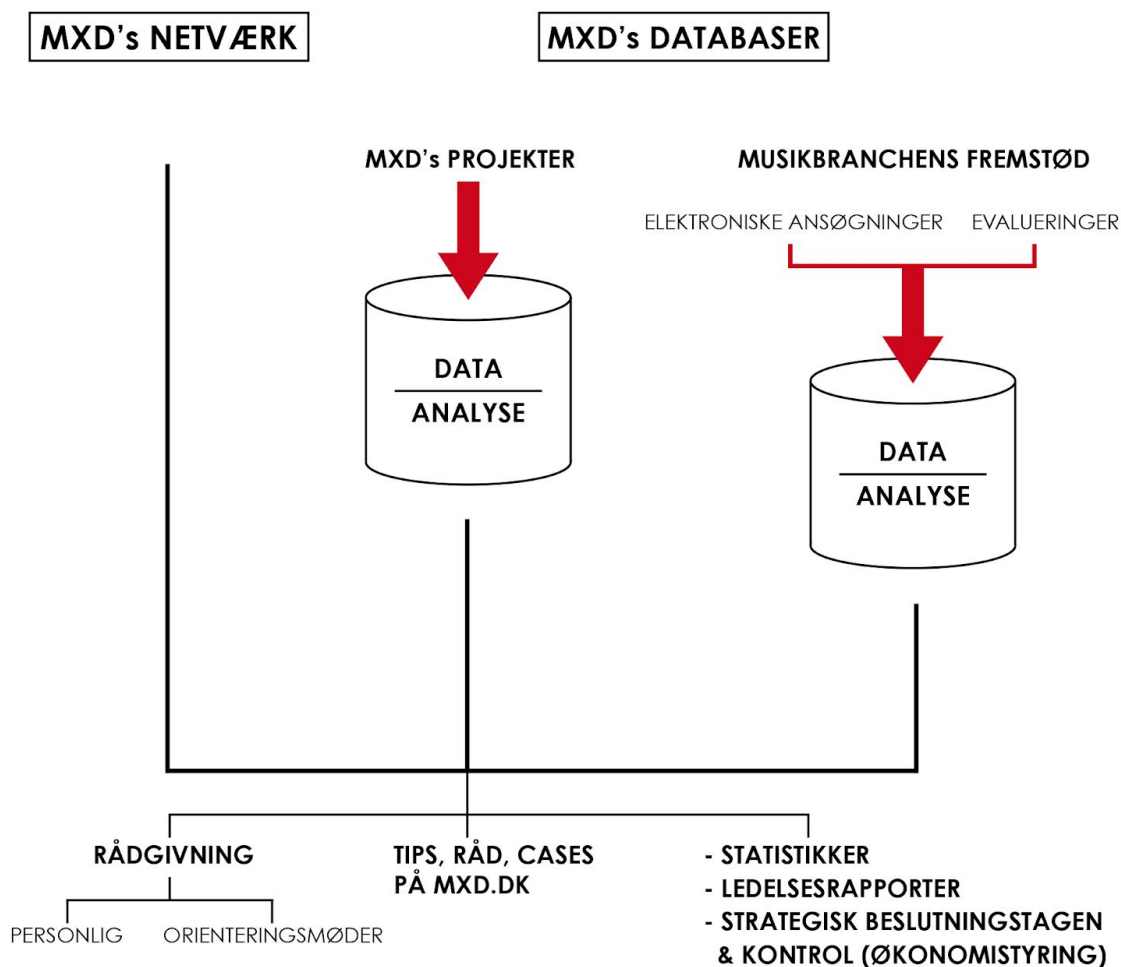 MXD's NETVÆRK
MXD's DATABASER
MXD's PROJEKTER
MUSIKBRANCHENS FREMSTØD
ELEKTRONISKE ANSØGNINGER
EVALUERINGER
DATA
ANALYSE
DATA
ANALYSE
RÅDGIVNING
PERSONLIG
ORIENTERINGSMØDER
TIPS, RÅD, CASES
PÅ MXD.DK
- STATISTIKKER
- LEDELSESRAPPORTER
- STRATEGISK BESLUTNINGSTAGEN
& KONTROL (ØKONOMISTYRING)